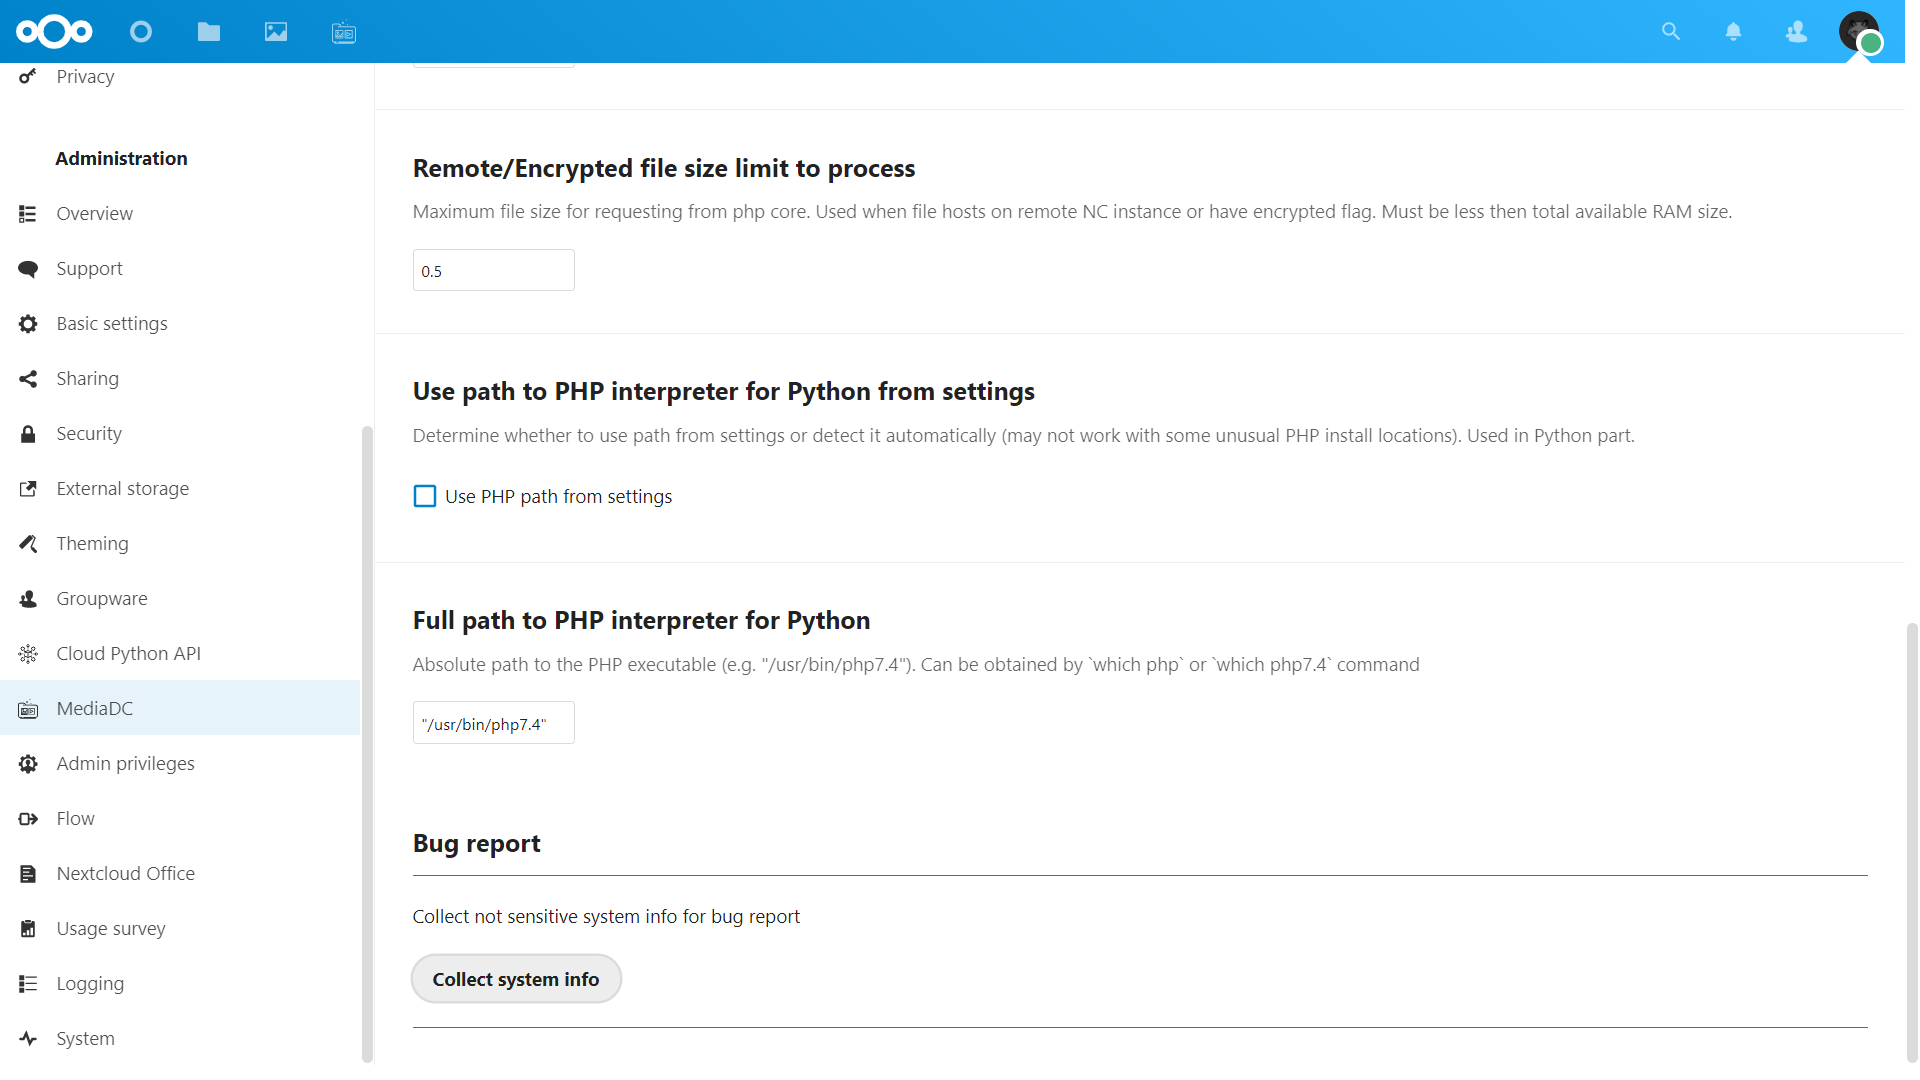 Privacy
Administration
Overview
Support
Basic settings
Sharing
Security
External storage
Theming
Groupware
Cloud Python API
MediaDC
Admin privileges
Flow
Nextcloud Office
Usage survey
Logging
System
Remote/Encrypted file size limit to process
Maximum file size for requesting from php core. Used when file hosts on remote NC instance or have encrypted flag. Must be less then total available RAM size.
0.5
Use path to PHP interpreter for Python from settings
Determine whether to use path from settings or detect it automatically (may not work with some unusual PHP install locations). Used in Python part.
Use PHP path from settings
Full path to PHP interpreter for Python
Absolute path to the PHP executable (e.g. "/usr/bin/php7.4"). Can be obtained by `which php` or `which php7.4` command
"/usr/bin/php7.4"
Bug report
Collect not sensitive system info for bug report
Collect system info